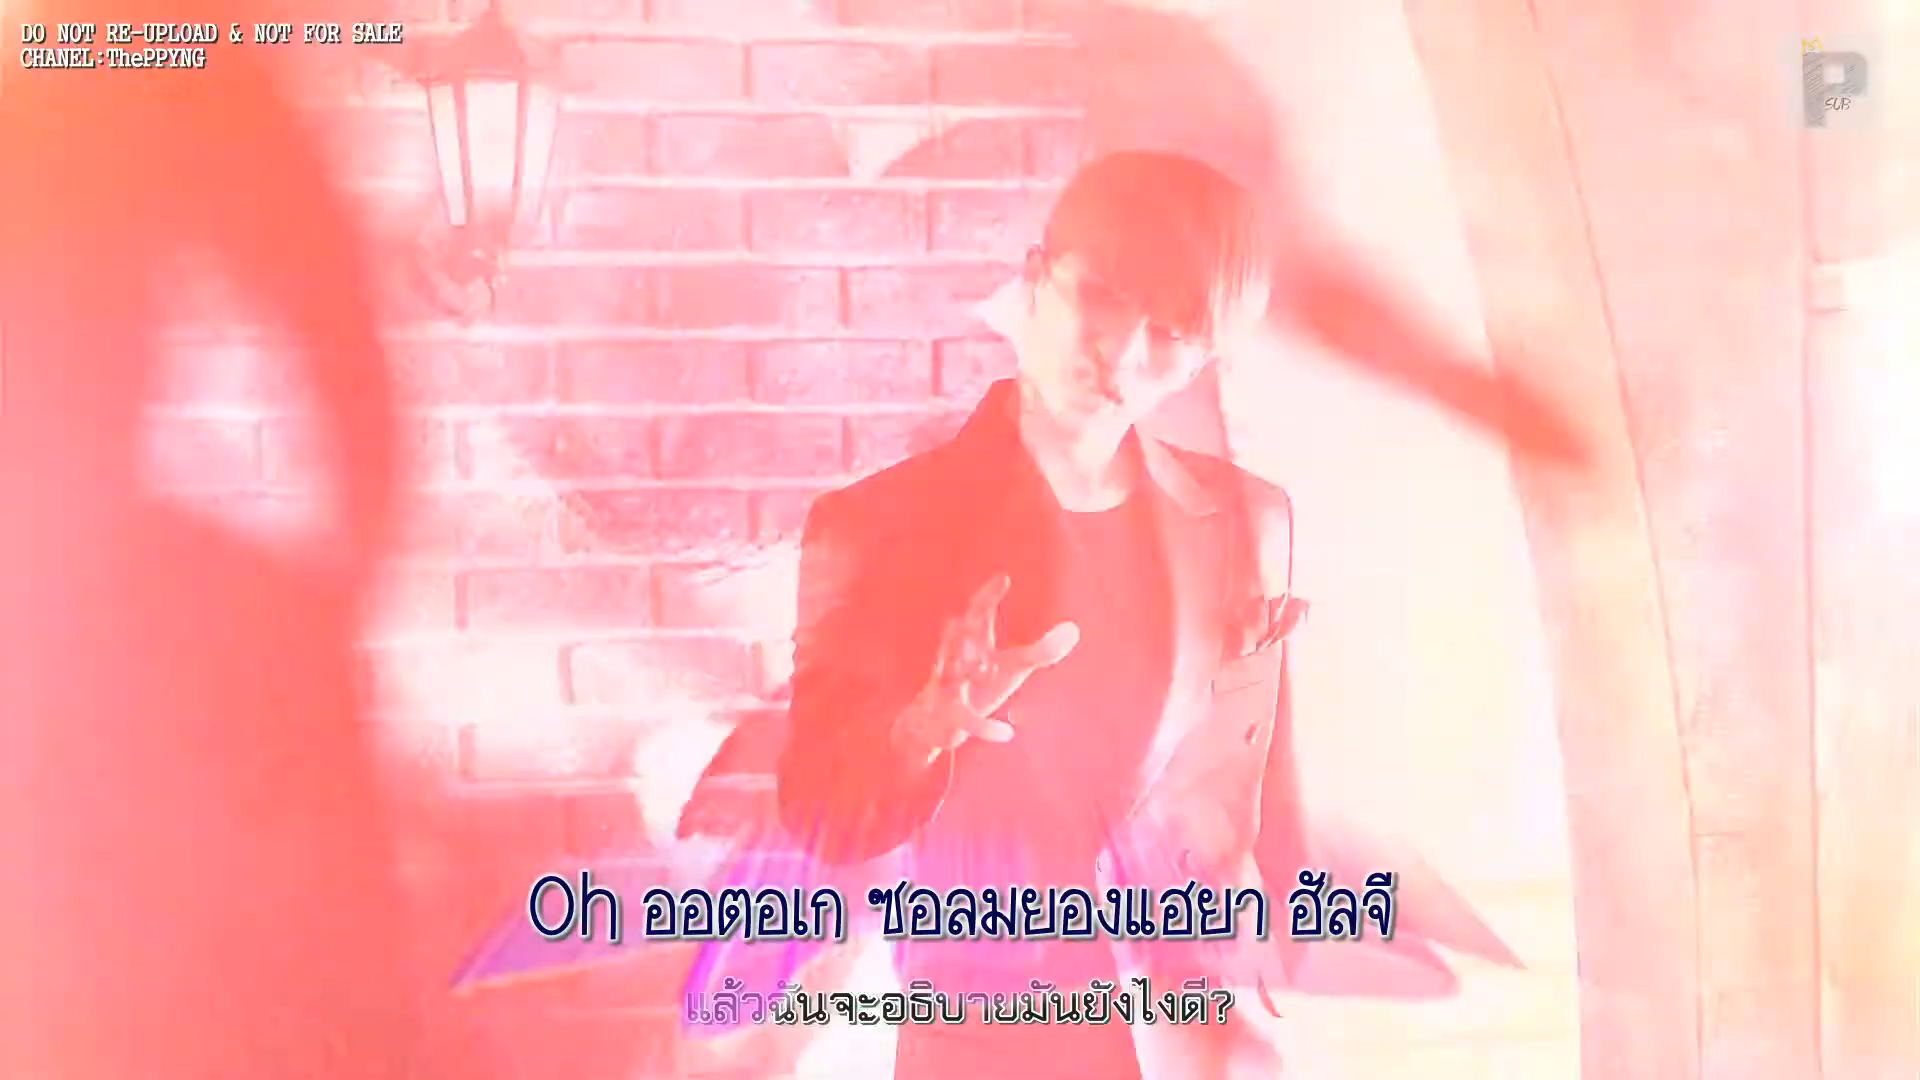 DO NOT RE-UPLOAD & NOT FOR SALE
CHANEL:ThePPYNG
P
SUB
Oh ออตอเก ซอลมยองแฮยา ฮัลจี
แล้วฉันจะอธิบายมันยังไงดี?